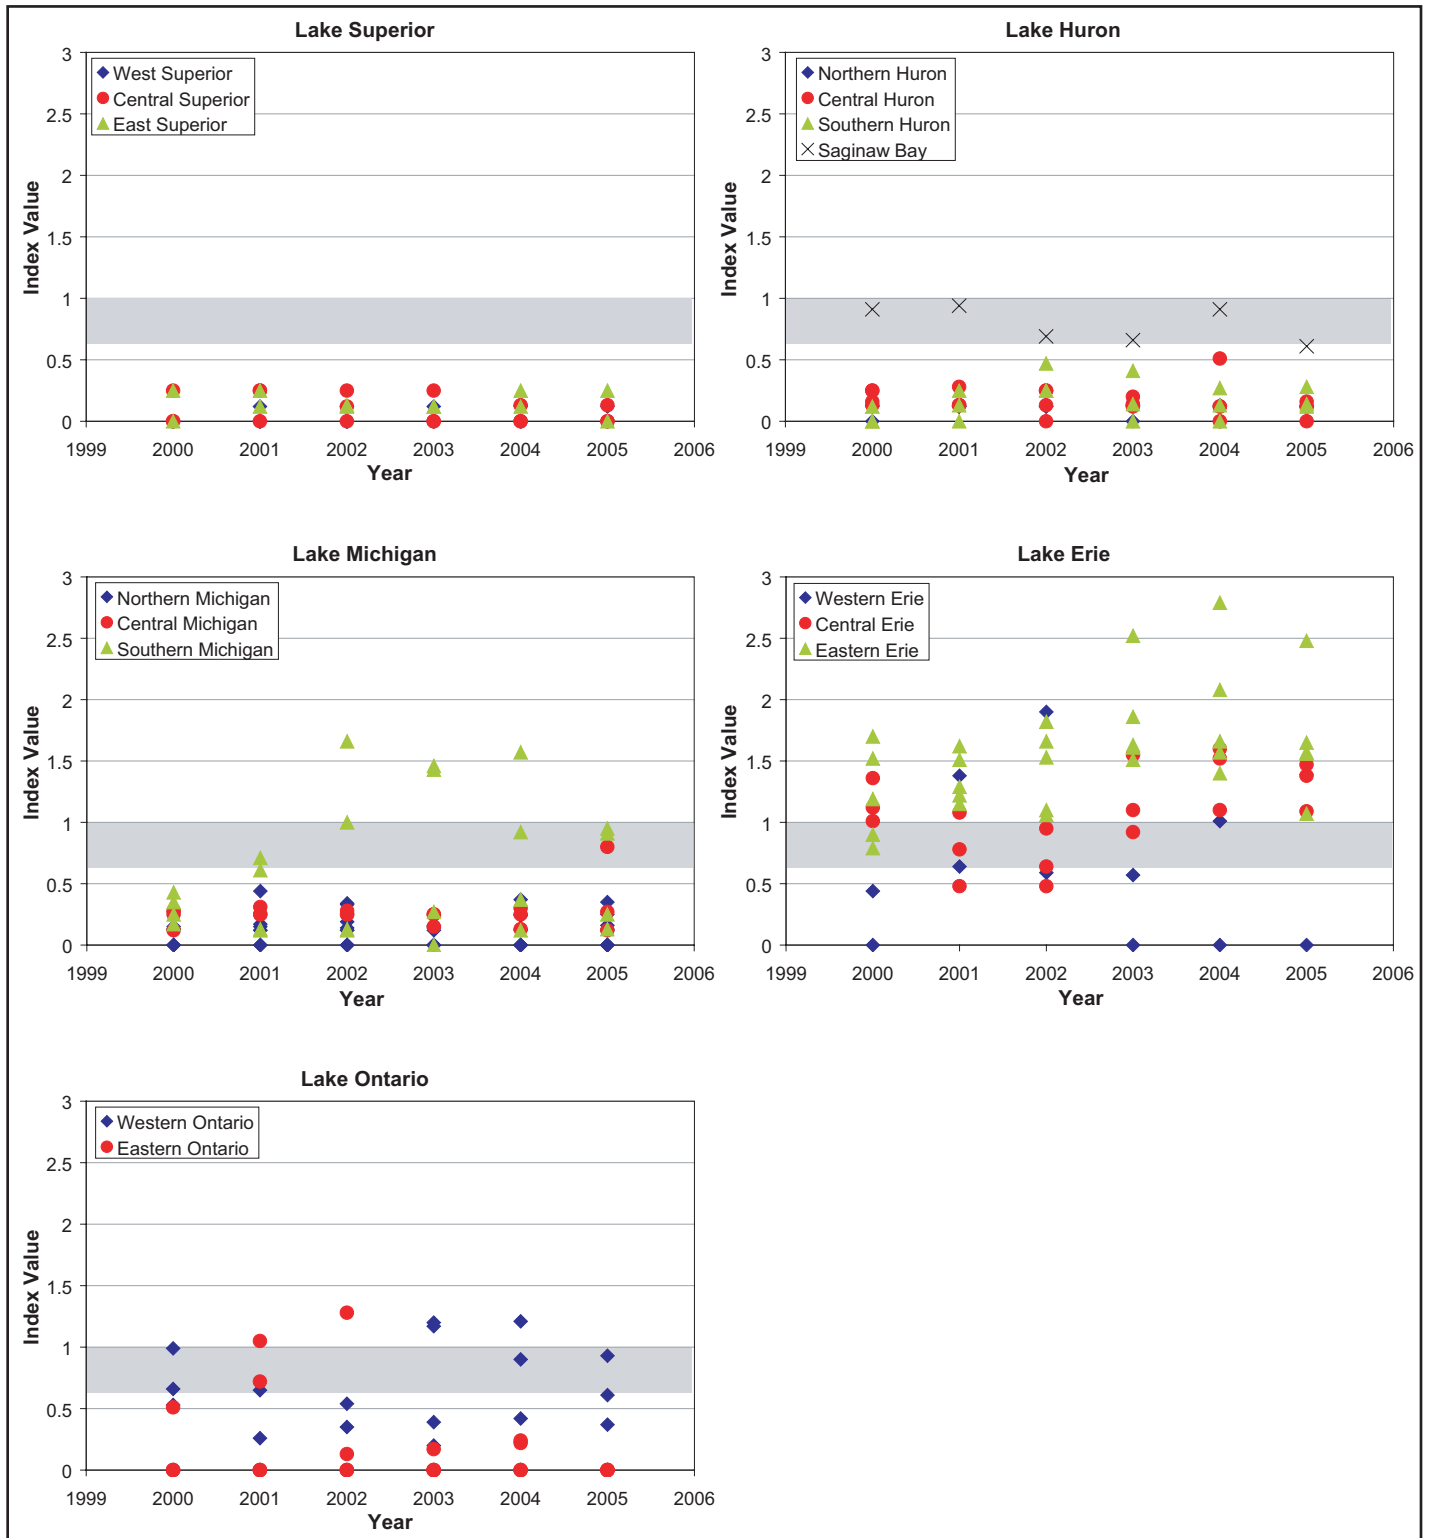 Lake Superior
3
2.5
2
1.5
1
0.5
0
Index Value
West Superior
Central Superior
East Superior
1999 2000 2001 2002 2003 2004 2005 2006
Year
Lake Huron
3
2.5
2
1.5
1
0.5
0
Index Value
Northern Huron
Central Huron
Southern Huron
Saginaw Bay
1999 2000 2001 2002 2003 2004 2005 2006
Year
Lake Michigan
3
2.5
2
1.5
1
0.5
0
Index Value
Northern Michigan
Central Michigan
Southern Michigan
1999 2000 2001 2002 2003 2004 2005 2006
Year
Lake Erie
3
2.5
2
1.5
1
0.5
0
Index Value
Western Erie
Central Erie
Eastern Erie
1999 2000 2001 2002 2003 2004 2005 2006
Year
Lake Ontario
3
2.5
2
1.5
1
0.5
0
Index Value
Western Ontario
Eastern Ontario
1999 2000 2001 2002 2003 2004 2005 2006
Year